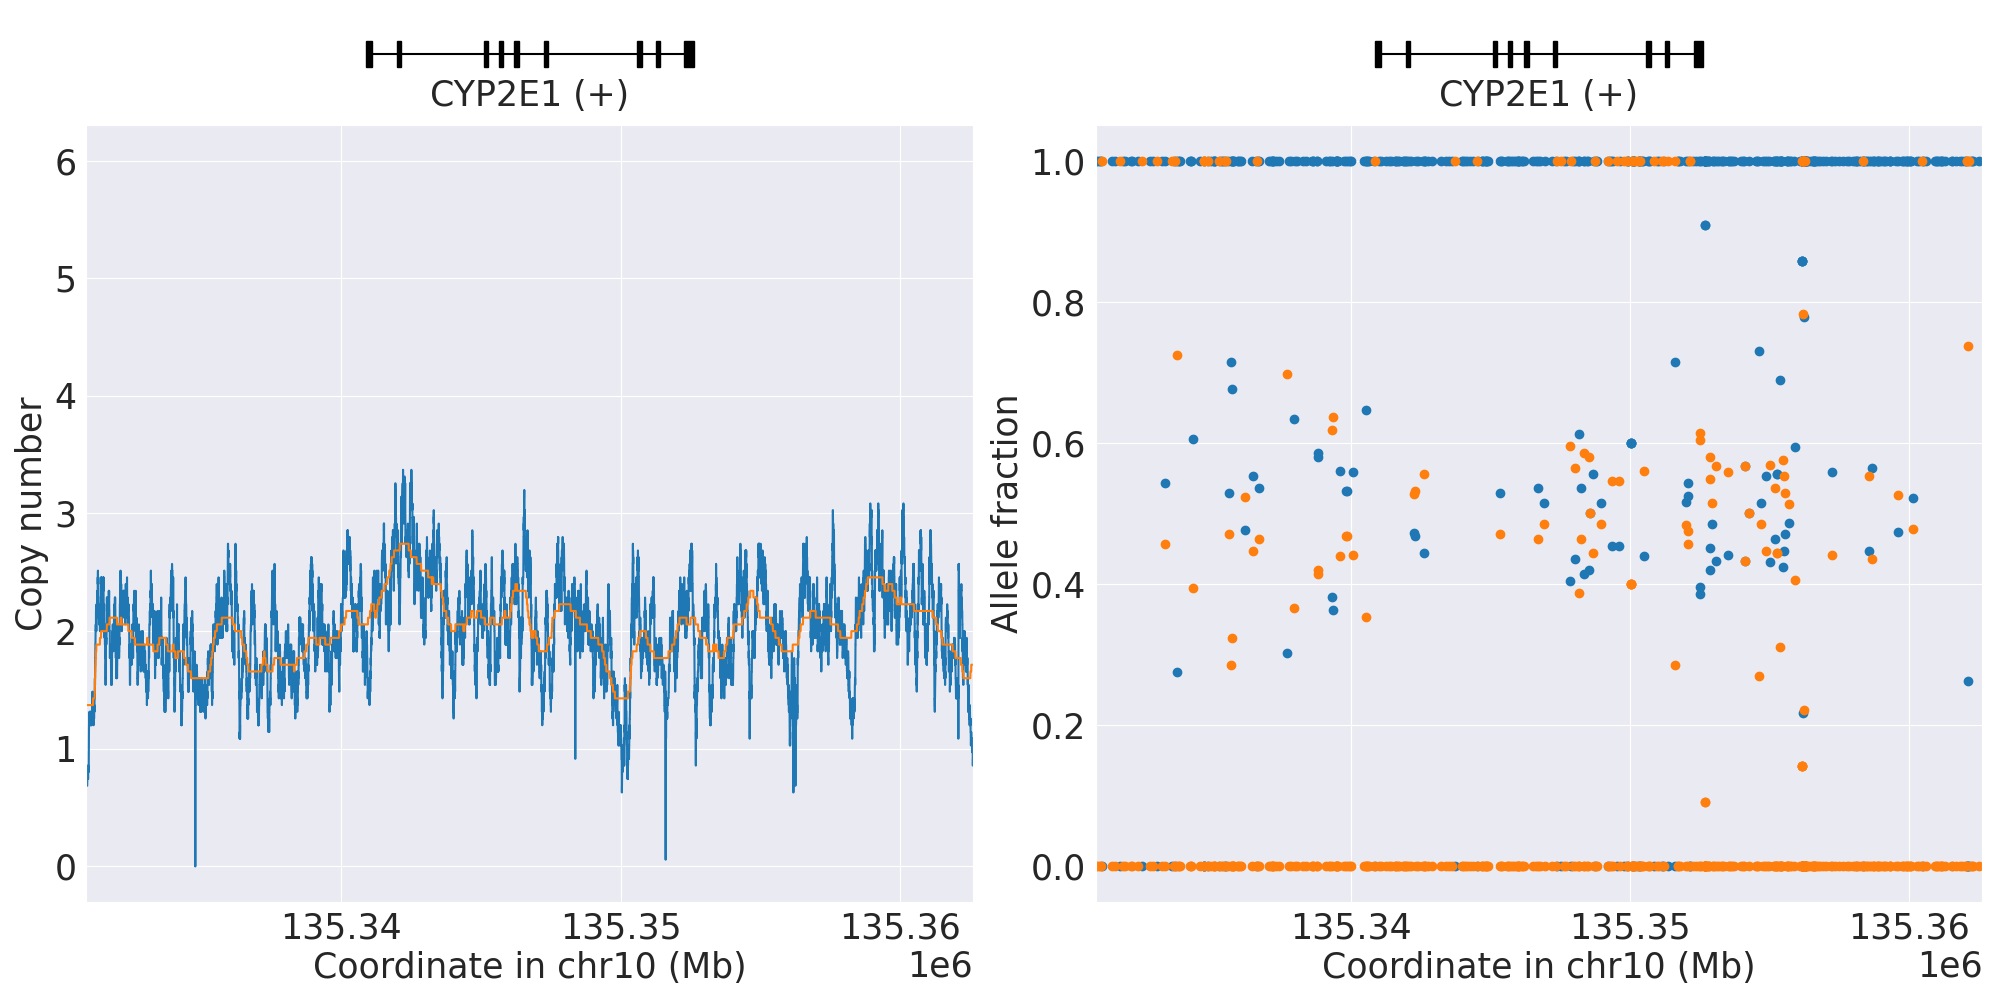 CYP2E1 (+)
6
5
4
3
2
1
0
Copy number
135.34 135.35 135.36
Coordinate in chr10 (Mb)
1e6
CYP2E1 (+)
1.0
0.8
0.6
0.4
0.2
0.0
Allele fraction
135.34 135.35 135.36
Coordinate in chr10 (Mb)
1e6